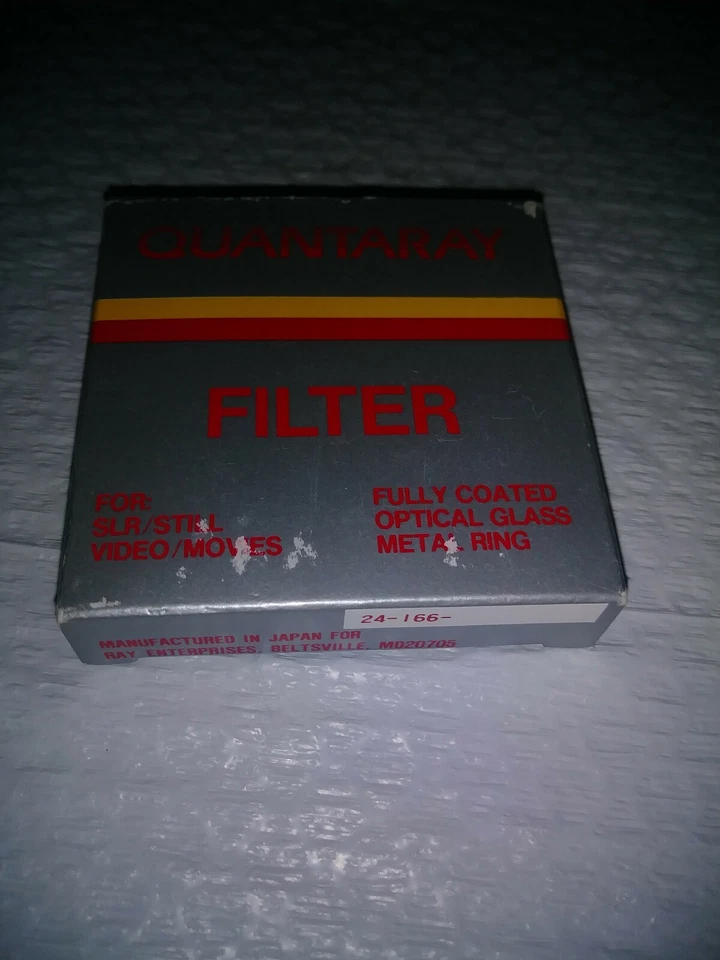 QUANTARAY
FILTER
FOR:
SLR/STILL
VIDEO/MOVIES
FULLY COATED
OPTICAL GLASS
METAL RING
24-166-
MANUFACTURED IN JAPAN FOR
RAY ENTERPRISES, BELTSVILLE, MD20705